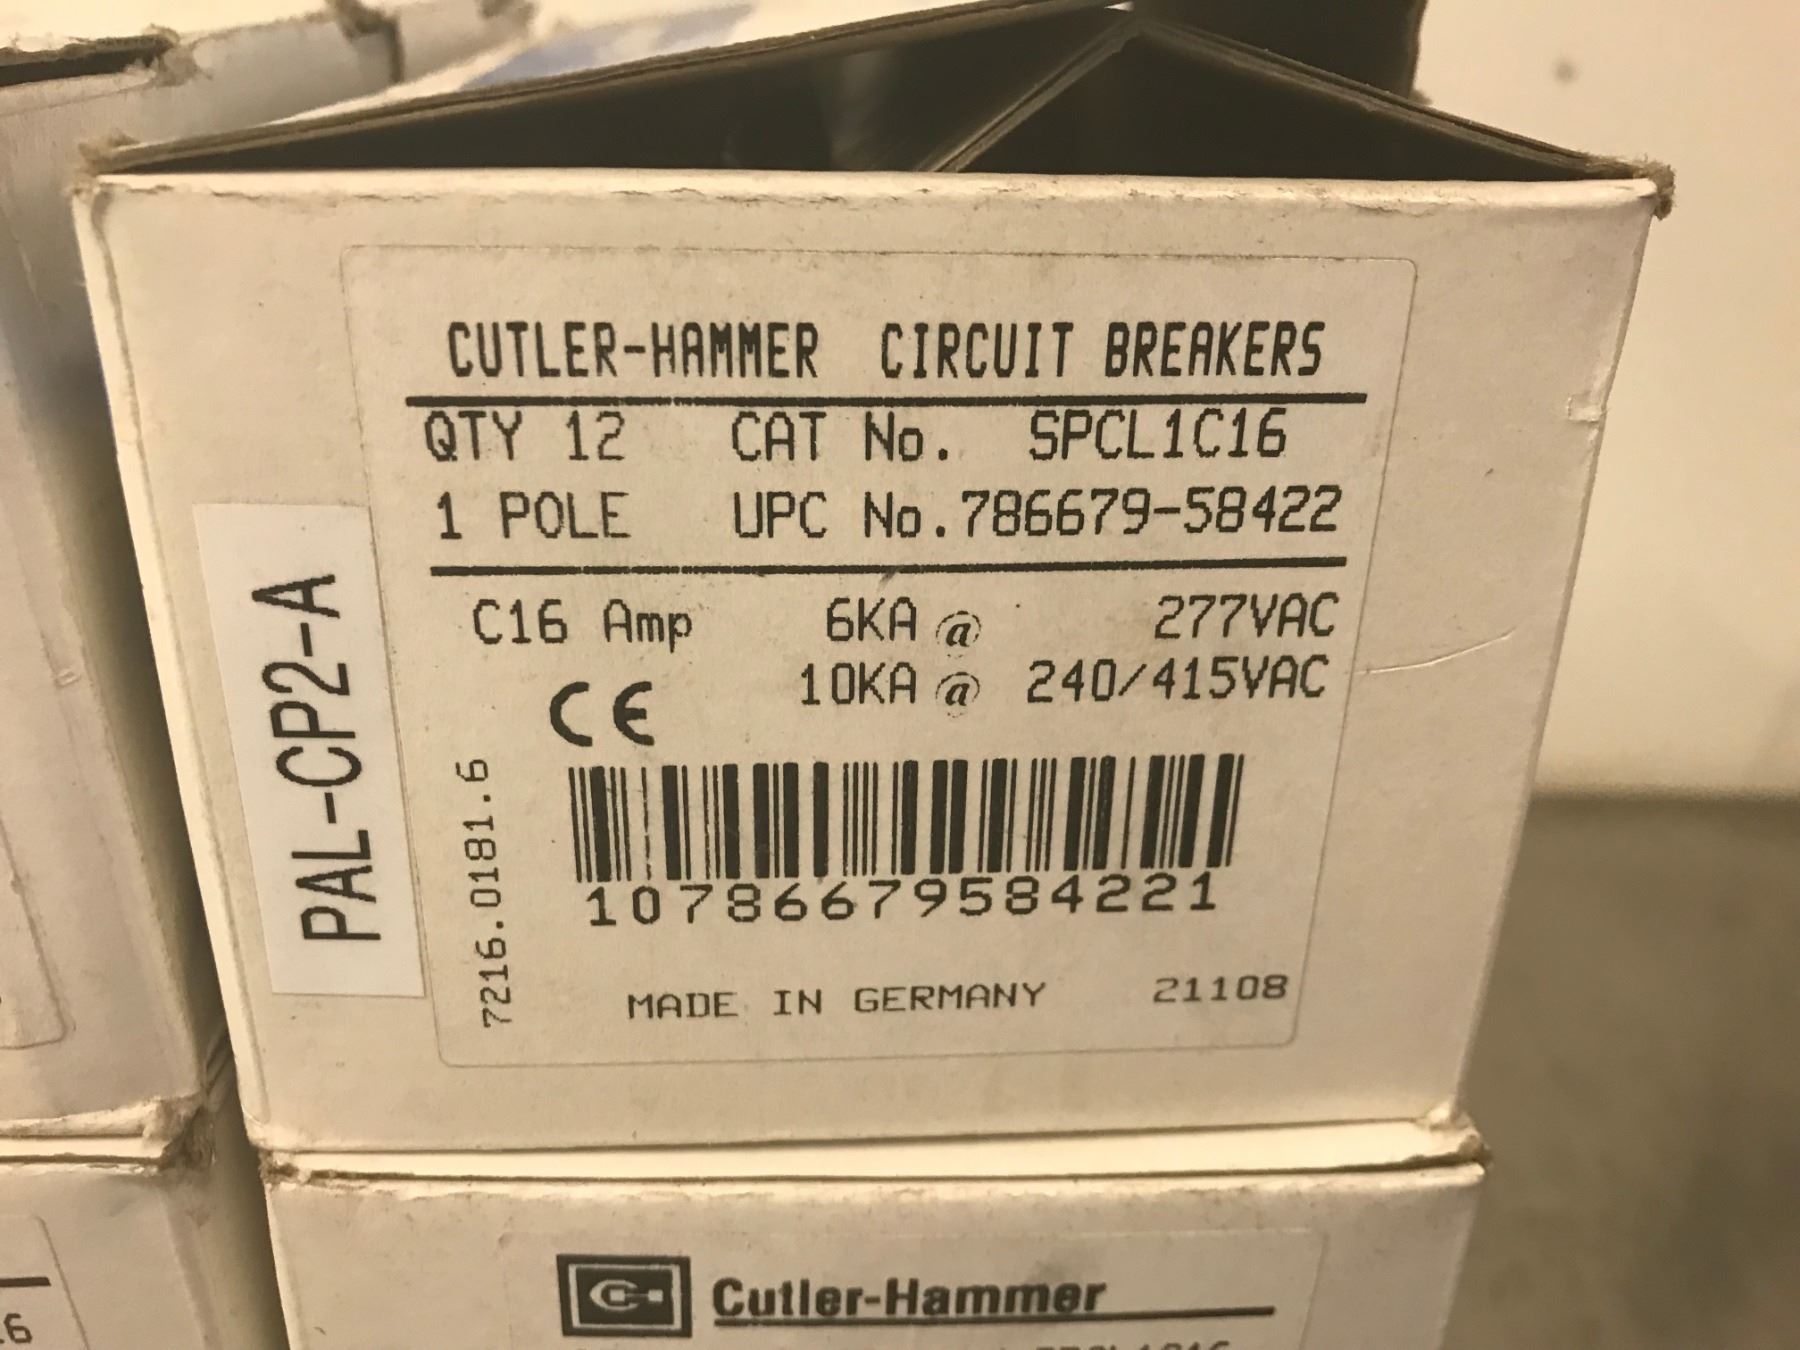 CUTLER-HAMMER CIRCUIT BREAKERS
QTY 12 CAT No. SPCL1C16
1 POLE UPC No.786679-58422
C16 Amp 6KA @ 277VAC
10KA @ 240/415VAC
CE
7216.0181.6
10786679584221
MADE IN GERMANY 21108
PAL-CP2-A
Cutler-Hammer